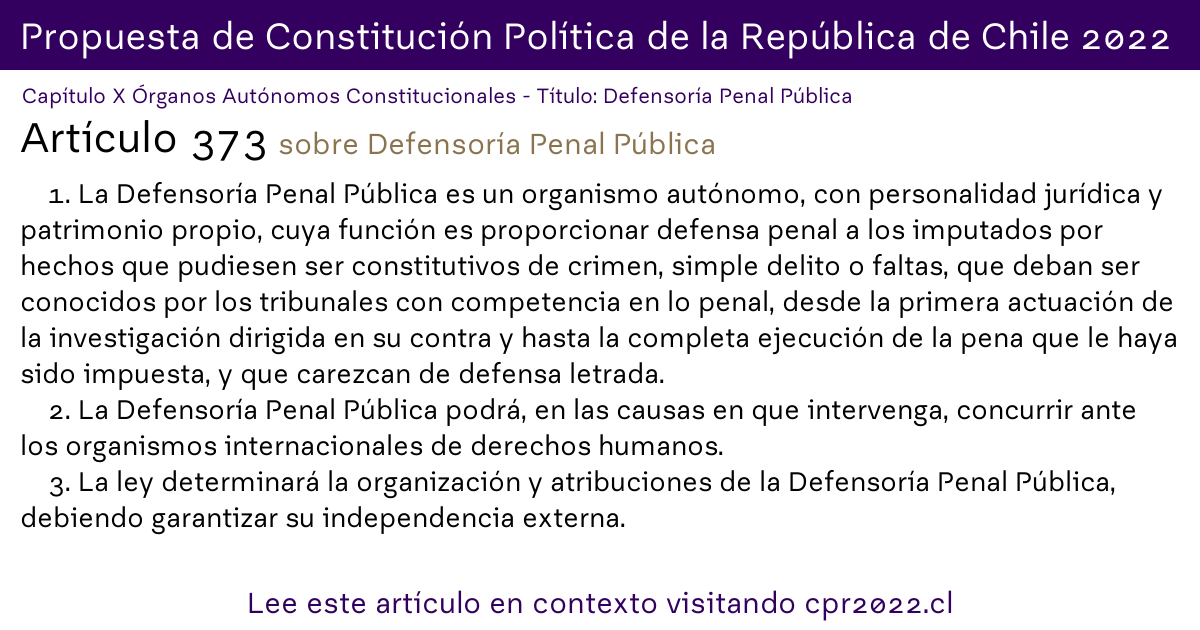 Propuesta de Constitución Política de la República de Chile 2022
Capítulo X Órganos Autónomos Constitucionales - Título: Defensoría Penal Pública
Artículo 373 sobre Defensoría Penal Pública
1. La Defensoría Penal Pública es un organismo autónomo, con personalidad jurídica y
patrimonio propio, cuya función es proporcionar defensa penal a los imputados por
hechos que pudiesen ser constitutivos de crimen, simple delito o faltas, que deban ser
conocidos por los tribunales con competencia en lo penal, desde la primera actuación de
la investigación dirigida en su contra y hasta la completa ejecución de la pena que le haya
sido impuesta, y que carezcan de defensa letrada.
2. La Defensoría Penal Pública podrá, en las causas en que intervenga, concurrir ante
los organismos internacionales de derechos humanos.
3. La ley determinará la organización y atribuciones de la Defensoría Penal Pública,
debiendo garantizar su independencia externa.
Lee este artículo en contexto visitando cpr2022.cl